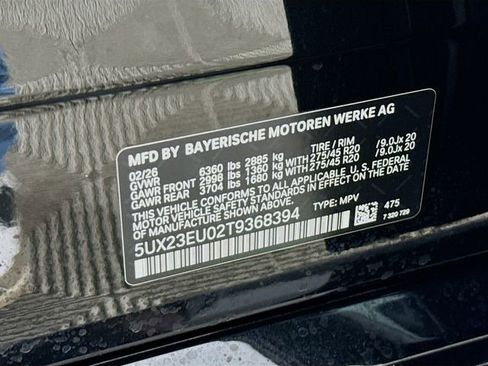 MFD BY BAYERISCHE MOTOREN WERKE AG
02/26 TIRE / RIM
GVWR 6360 lbs 2885 kg
GAWR FRONT 2998 lbs 1360 kg WITH 275/45 R20 /9.0Jx 20
GAWR REAR 3704 lbs 1680 kg WITH 275/45 R20 /9.0Jx 20
THIS VEHICLE CONFORMS TO ALL APPLICABLE U.S. FEDERAL
MOTOR VEHICLE SAFETY STANDARDS IN EFFECT ON THE DATE OF
MANUFACTURE SHOWN ABOVE.
5UX23EU02T9368394 TYPE: MPV 475
7 320 729